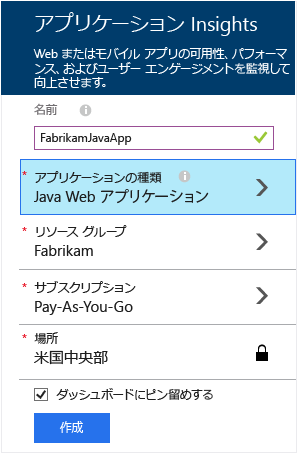 アプリケーション Insights
Web またはモバイル アプリの可用性、パフォーマ
ンス、およびユーザー エンゲージメントを監視して
向上させます。
名前
FabrikamJavaApp
* アプリケーションの種類
Java Web アプリケーション
* リソース グループ
Fabrikam
* サブスクリプション
Pay-As-You-Go
* 場所
米国中央部
ダッシュボードにピン留めする
作成